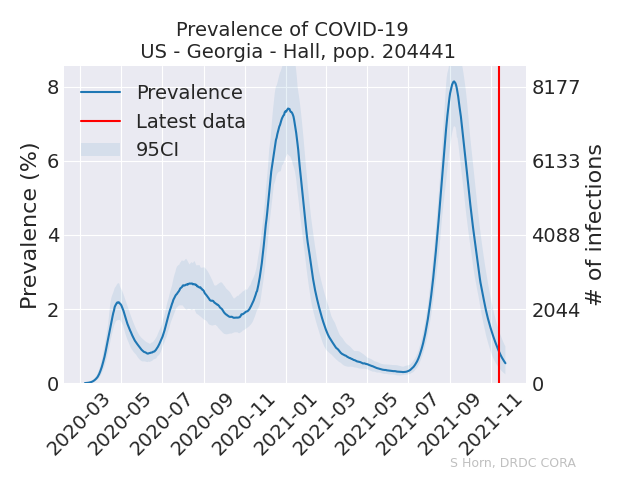 Prevalence of COVID-19
US - Georgia - Hall, pop. 204441
Prevalence (%)
8
6
4
2
0
Prevalence
Latest data
95CI
8177
6133
4088
2044
0
# of infections
2020-03
2020-05
2020-07
2020-09
2020-11
2021-01
2021-03
2021-05
2021-07
2021-09
2021-11
S Horn, DRDC CORA